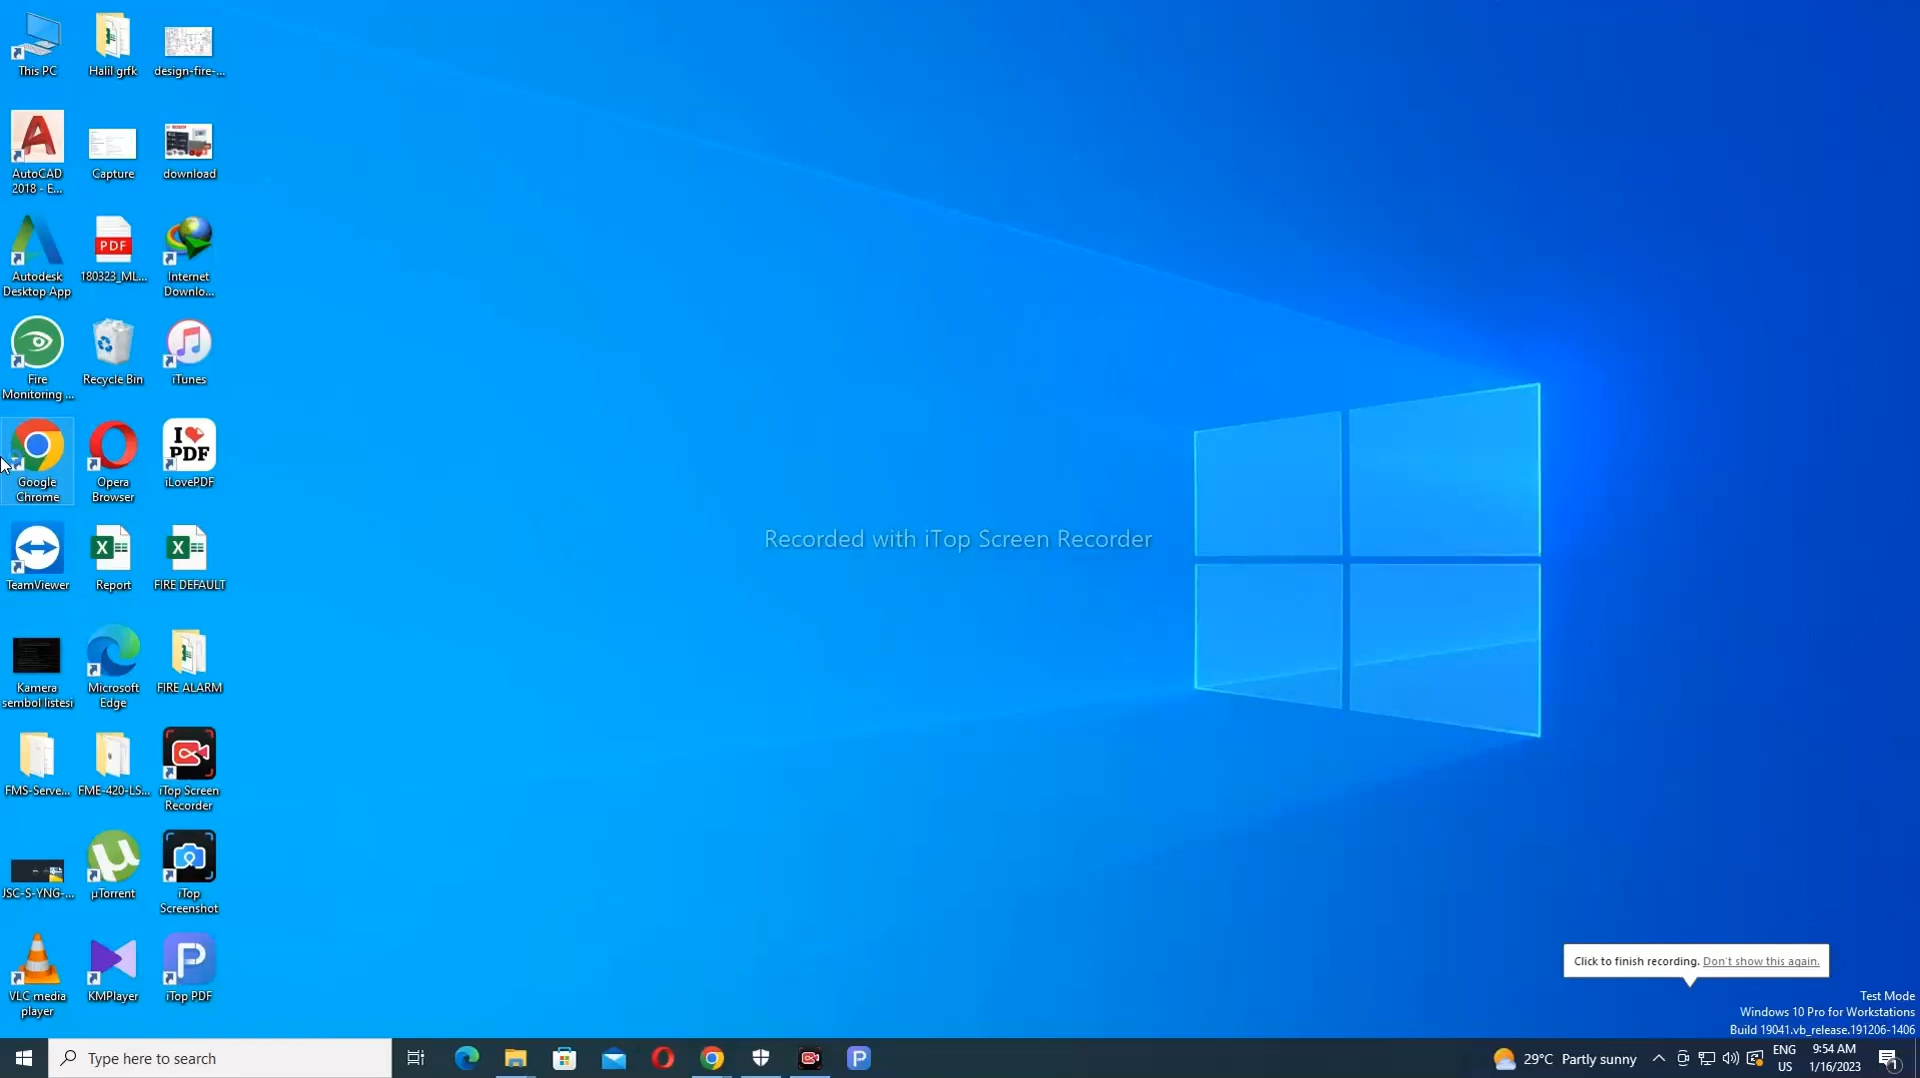 This PC
Halil grfk
design-fire-...
AutoCAD
2018 - E...
Capture
download
Autodesk
Desktop App
PDF
180323_ML...
Internet
Downlo...
Fire
Monitoring ...
Recycle Bin
iTunes
Google
Chrome
Opera
Browser
I
PDF
iLovePDF
TeamViewer
Report
FIRE DEFAULT
Kamera
sembol listesi
Microsoft
Edge
FIRE ALARM
FMS-Serve...
FME-420-LS...
iTop Screen
Recorder
JSC-S-YNG-...
µTorrent
iTop
Screenshot
VLC media
player
KMPlayer
iTop PDF
Recorded with iTop Screen Recorder
Click to finish recording. Don't show this again.
Test Mode
Windows 10 Pro for Workstations
Build 19041.vb_release.191206-1406
Type here to search
29°C Partly sunny
ENG
US
9:54 AM
1/16/2023
1